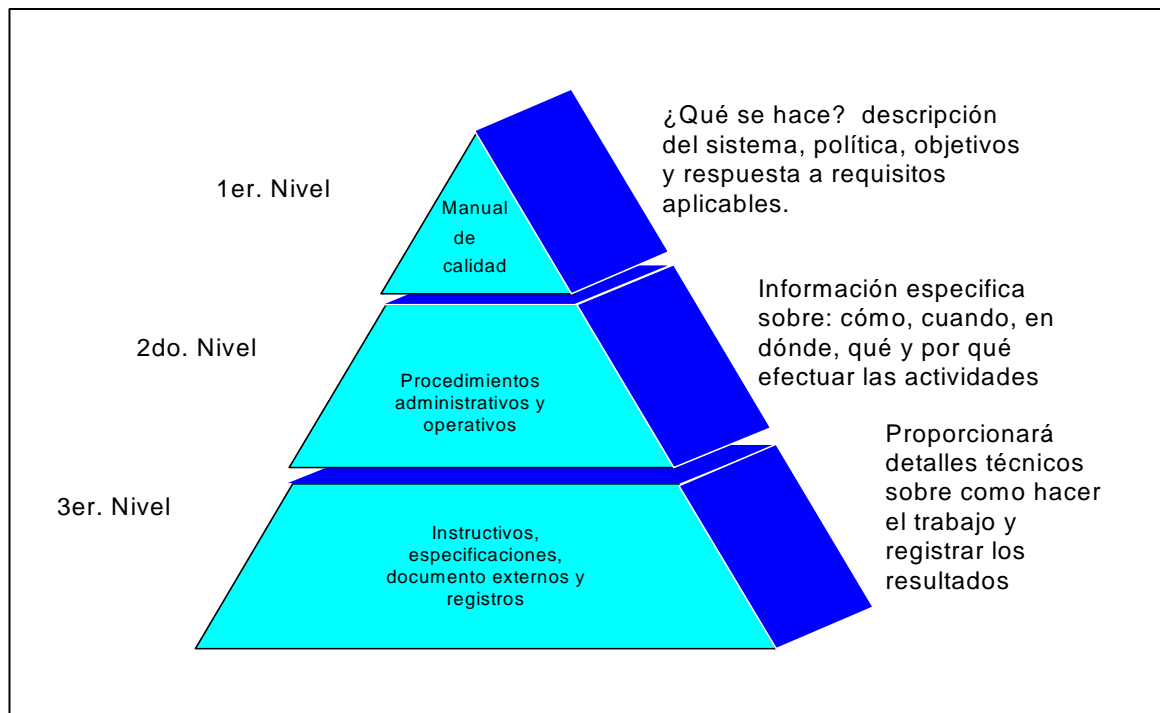 1er. Nivel
Manual
de
calidad
¿Qué se hace? descripción
del sistema, política, objetivos
y respuesta a requisitos
aplicables.
2do. Nivel
Procedimientos
administrativos y
operativos
Información especifica
sobre: cómo, cuando, en
dónde, qué y por qué
efectuar las actividades
3er. Nivel
Instructivos,
especificaciones,
documento externos y
registros
Proporcionará
detalles técnicos
sobre como hacer
el trabajo y
registrar los
resultados